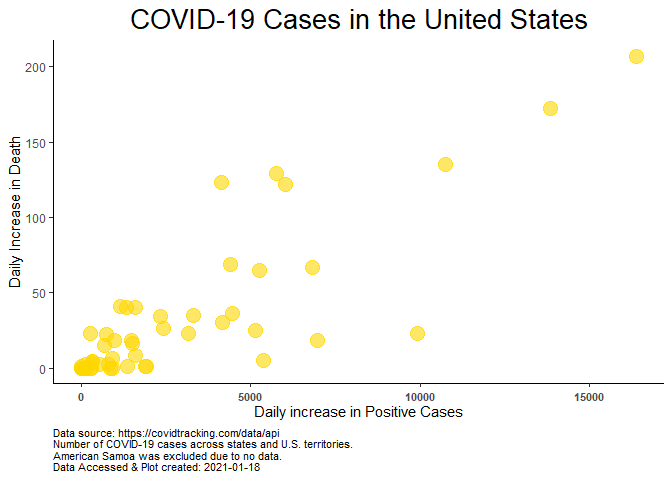 COVID-19 Cases in the United States
Daily Increase in Death
200
150
100
50
0
0
5000
10000
15000
Daily increase in Positive Cases
Data source: https://covidtracking.com/data/api
Number of COVID-19 cases across states and U.S. territories.
American Samoa was excluded due to no data.
Data Accessed & Plot created: 2021-01-18